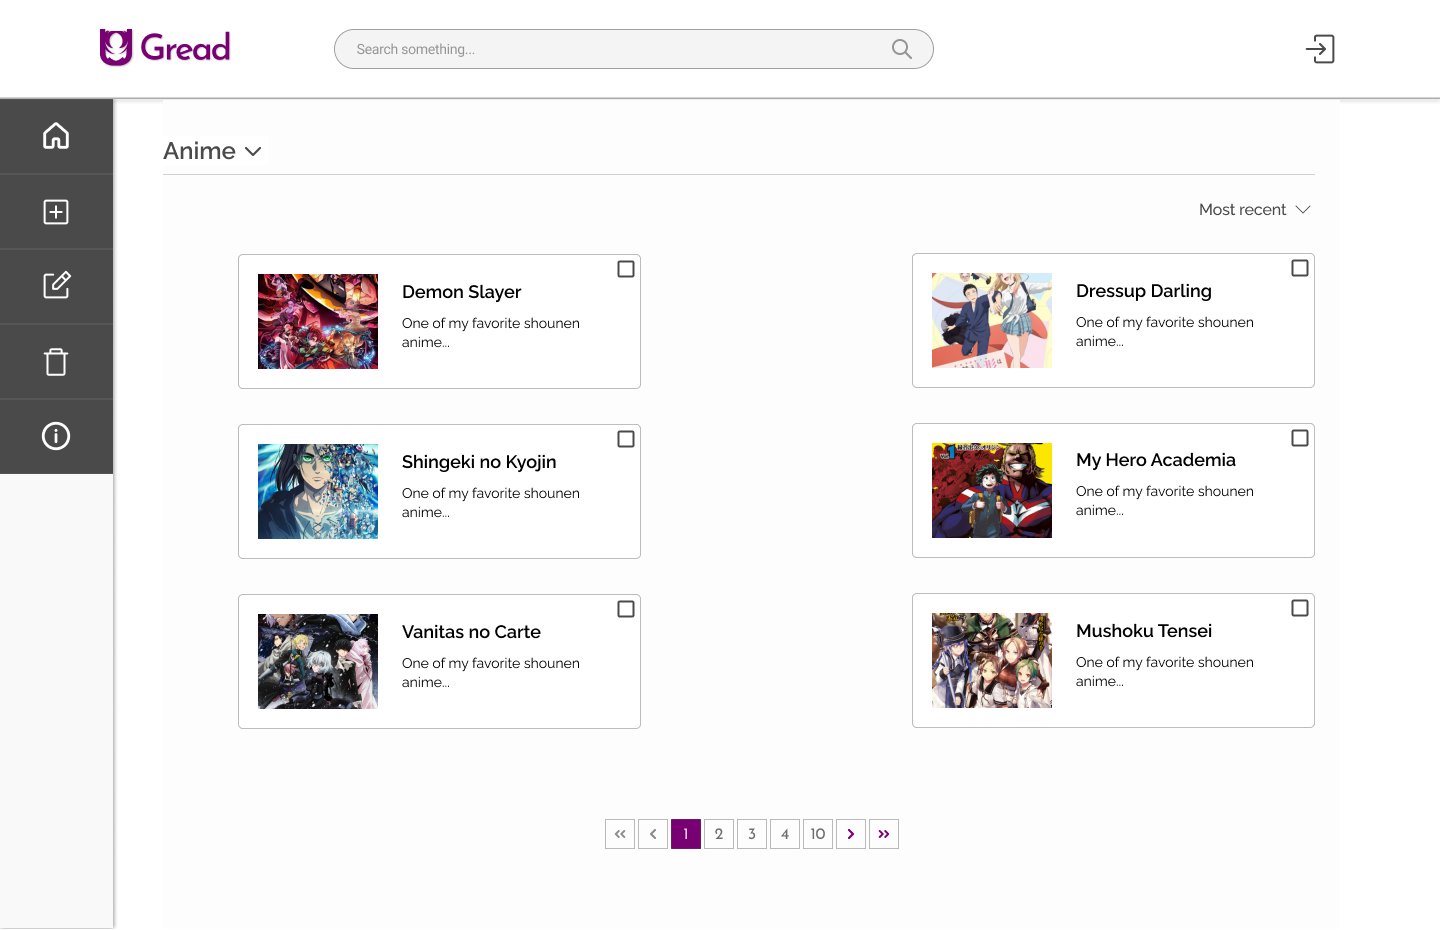 Gread
Search something...
Anime
Most recent
Demon Slayer
One of my favorite shounen
anime...
Dressup Darling
One of my favorite shounen
anime...
Shingeki no Kyojin
One of my favorite shounen
anime...
My Hero Academia
One of my favorite shounen
anime...
Vanitas no Carte
One of my favorite shounen
anime...
Mushoku Tensei
One of my favorite shounen
anime...
<< < 1 2 3 4 10 > >>